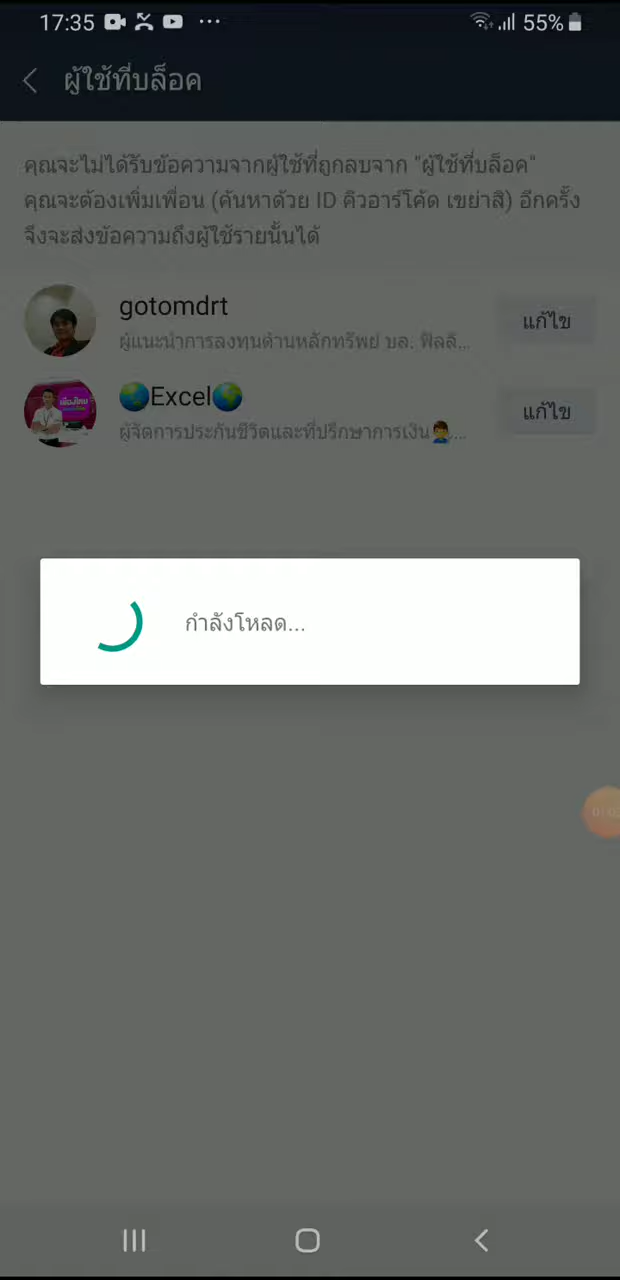 17:35
55%
ผู้ใช้ที่บล็อค
คุณจะไม่ได้รับข้อความจากผู้ใช้ที่ถูกลบจาก "ผู้ใช้ที่บล็อค"
คุณจะต้องเพิ่มเพื่อน (ค้นหาด้วย ID คิวอาร์โค้ด เขย่าสิ) อีกครั้ง
จึงจะส่งข้อความถึงผู้ใช้รายนั้นได้
gotomdrt
แก้ไข
ผู้แนะนำการลงทุนด้านหลักทรัพย์ บล. ฟิลลิ...
🌏Excel🌏
แก้ไข
ผู้จัดการประกันชีวิตและที่ปรึกษาการเงิน...
กำลังโหลด...